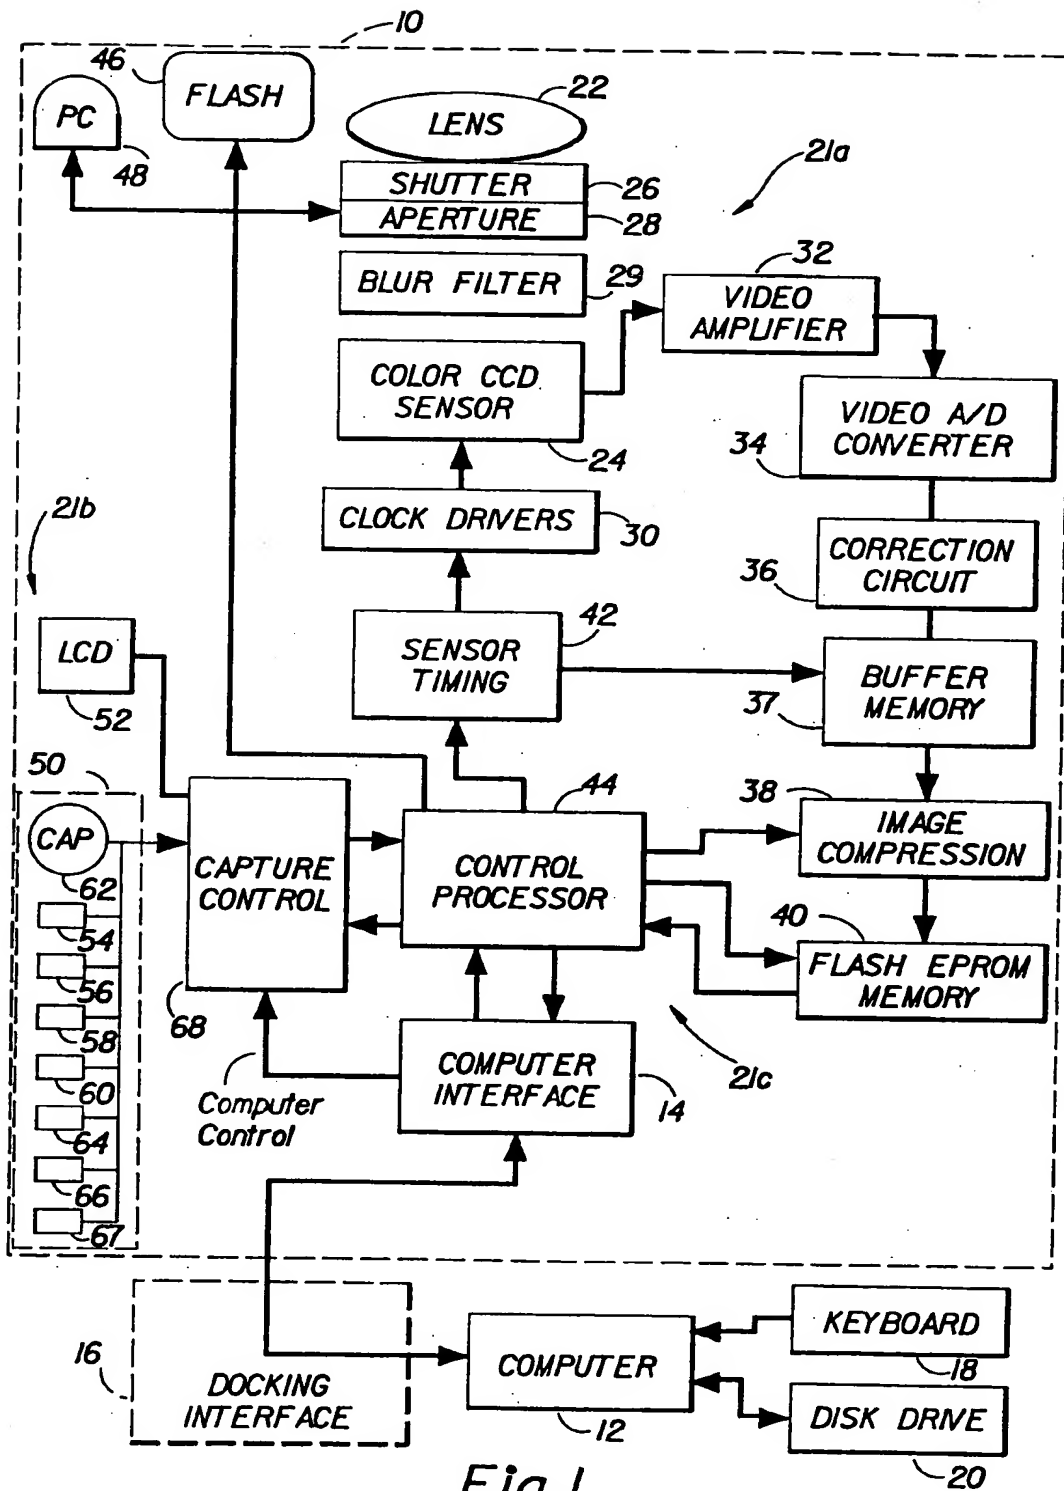 10
46
FLASH
PC
48
LENS
22
SHUTTER
26
APERTURE
28
21a
BLUR FILTER
29
32
VIDEO
AMPLIFIER
COLOR CCD
SENSOR
24
VIDEO A/D
CONVERTER
34
21b
CLOCK DRIVERS
30
CORRECTION
CIRCUIT
36
LCD
52
SENSOR
TIMING
42
BUFFER
MEMORY
37
50
CAP
62
54
56
58
60
64
66
67
CAPTURE
CONTROL
68
44
CONTROL
PROCESSOR
38
IMAGE
COMPRESSION
40
FLASH EPROM
MEMORY
21c
Computer
Control
COMPUTER
INTERFACE
14
16
DOCKING
INTERFACE
COMPUTER
12
KEYBOARD
18
DISK DRIVE
20
Fig. 1